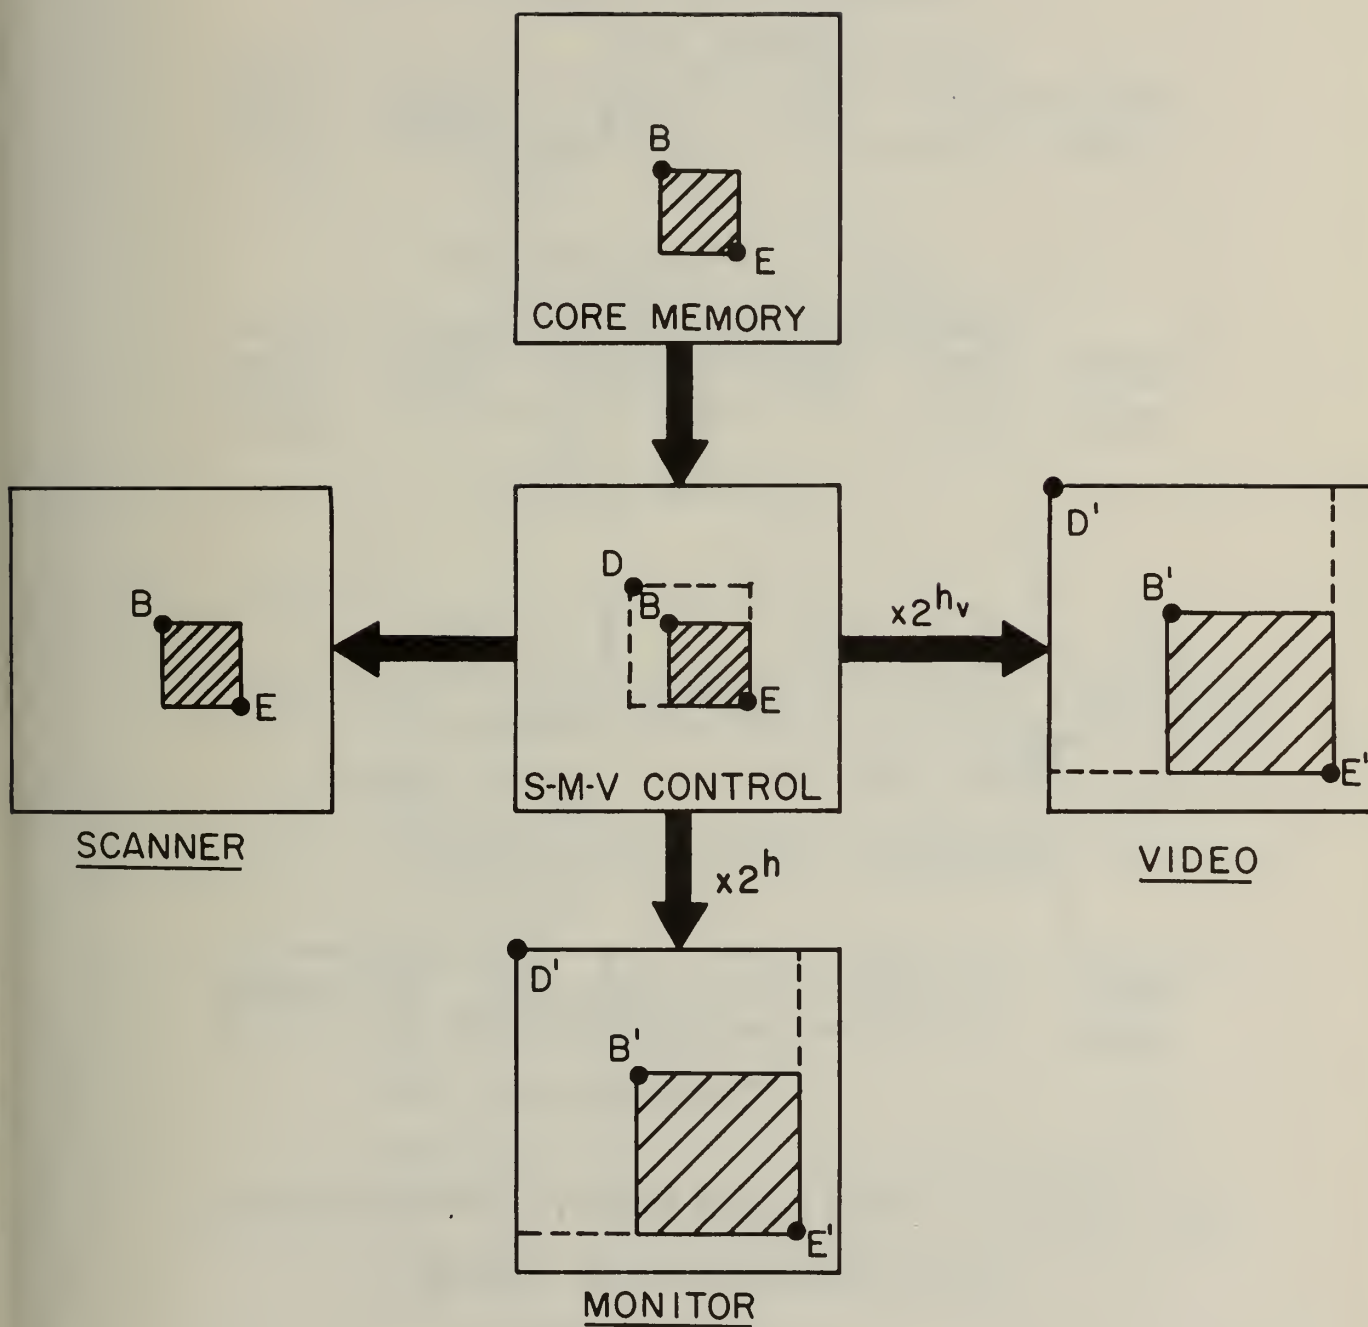 B
E
CORE MEMORY
B
E
SCANNER
D
B
E
S-M-V CONTROL
x2^hv
D'
B'
E'
VIDEO
x2^h
D'
B'
E'
MONITOR